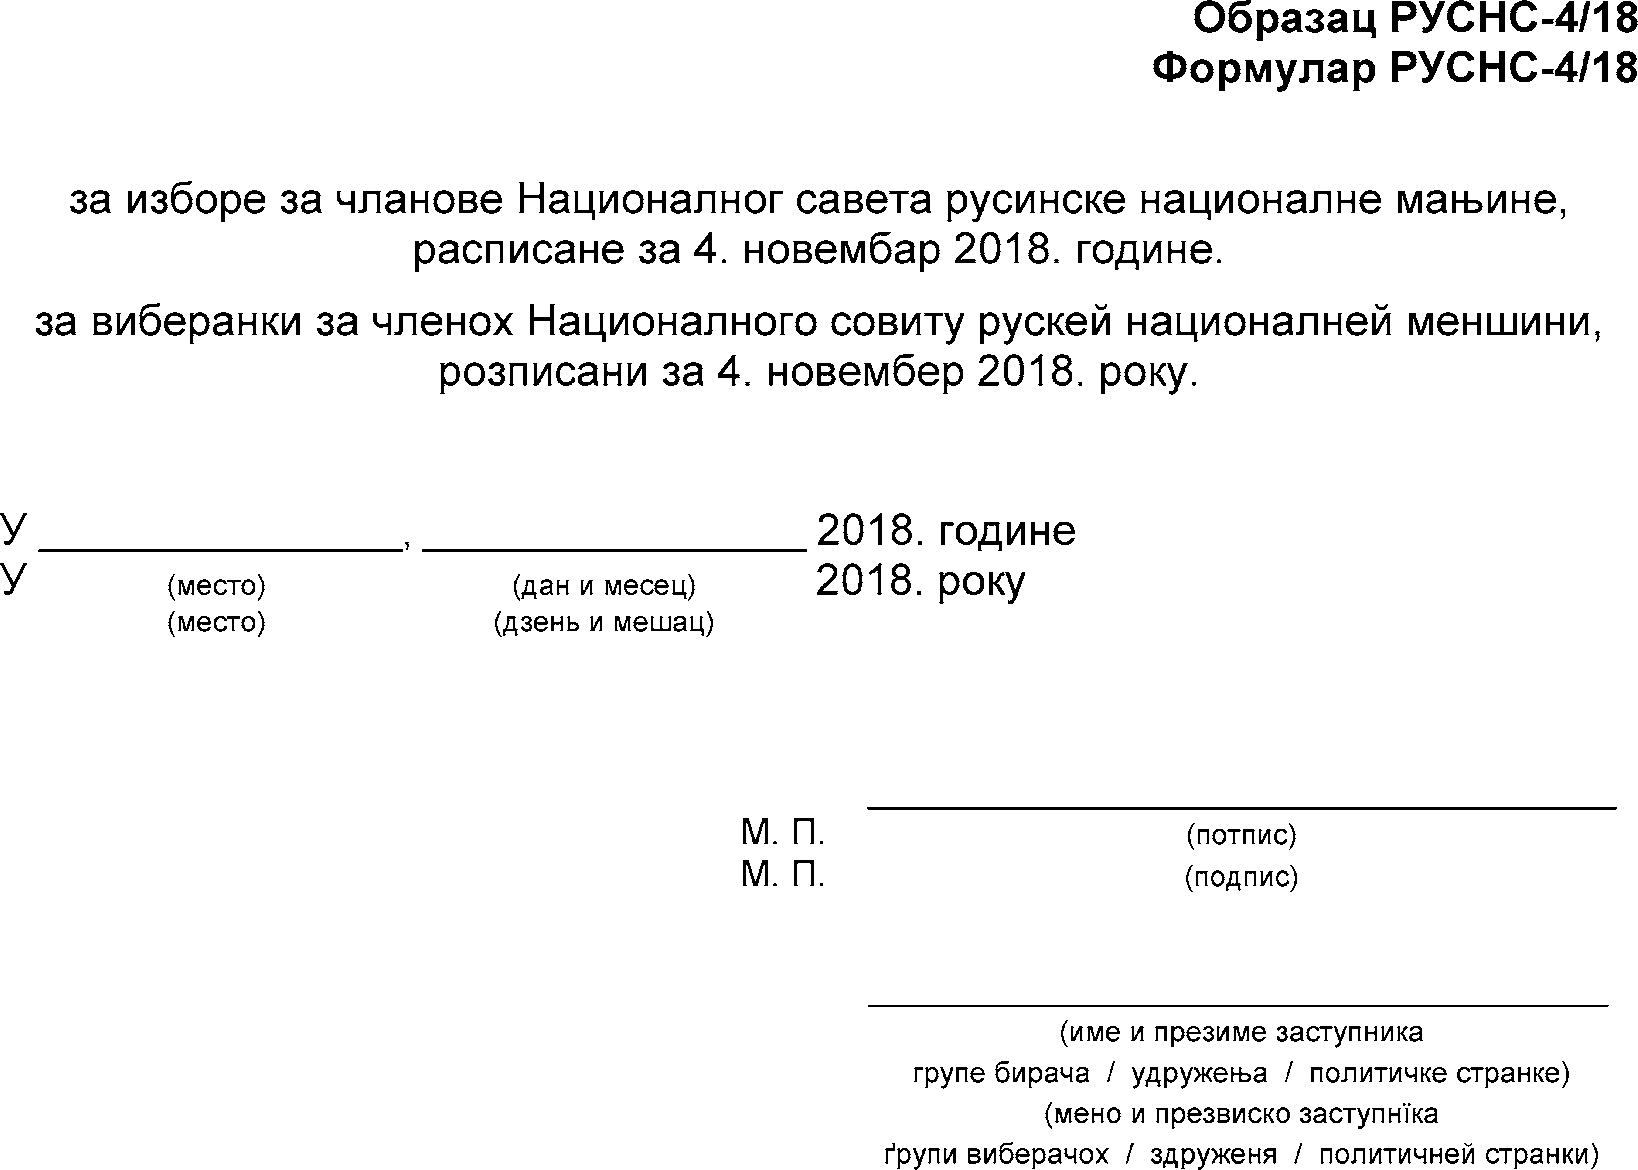 Образац РУСНС-4/18
Формулар РУСНС-4/18
за изборе за чланове Националног савета русинске националне мањине,
расписане за 4. новембар 2018. године.
за виберанки за членох Националного совиту рускей националней меншини,
розписани за 4. новембер 2018. року.
У _________________, __________________ 2018. године
У (место) (дан и месец) 2018. року
(место) (дзень и мешац)
М. П. (потпис)
М. П. (подпис)
(име и презиме заступника
групе бирача / удружења / политичке странке)
(мено и презвиско заступнїка
ґрупи виберачох / здруженя / политичней странки)